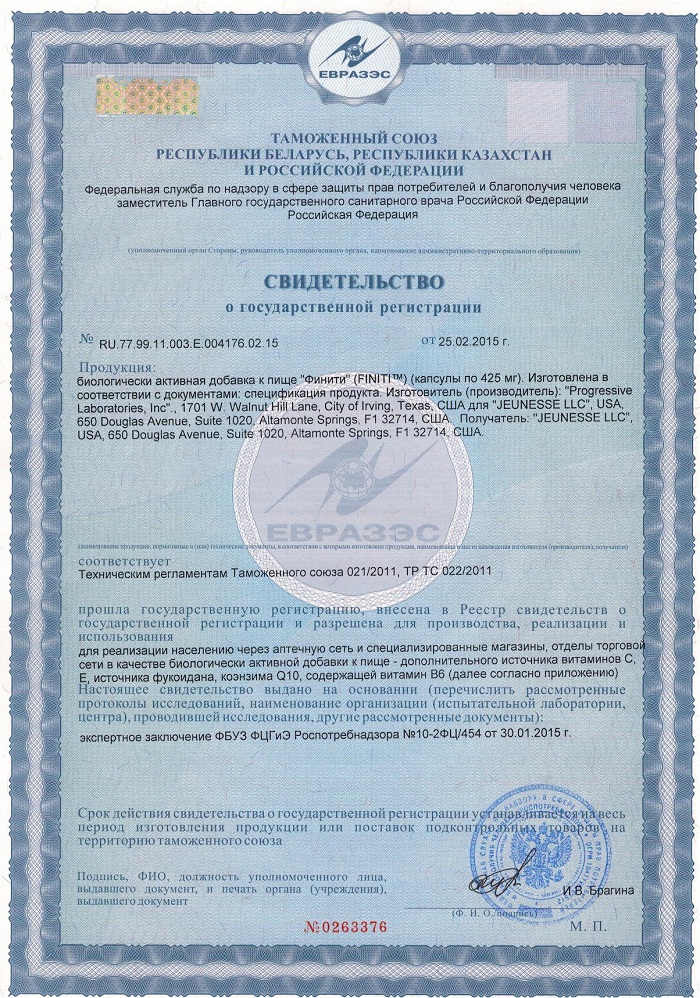 ЕВРАЗЭС
ТАМОЖЕННЫЙ СОЮЗ
РЕСПУБЛИКИ БЕЛАРУСЬ, РЕСПУБЛИКИ КАЗАХСТАН
И РОССИЙСКОЙ ФЕДЕРАЦИИ
Федеральная служба по надзору в сфере защиты прав потребителей и благополучия человека
заместитель Главного государственного санитарного врача Российской Федерации
Российская Федерация
(уполномоченный орган Стороны, руководитель уполномоченного органа, наименование административно-территориального образования)
СВИДЕТЕЛЬСТВО
о государственной регистрации
№ RU.77.99.11.003.Е.004176.02.15 от 25.02.2015 г.
Продукция:
биологически активная добавка к пище "Финити" (FINITI™) (капсулы по 425 мг). Изготовлена в
соответствии с документами: спецификация продукта. Изготовитель (производитель): "Progressive
Laboratories, Inc"., 1701 W. Walnut Hill Lane, City of Irving, Texas, США для "JEUNESSE LLC", USA,
650 Douglas Avenue, Suite 1020, Altamonte Springs, F1 32714, США. Получатель: "JEUNESSE LLC",
USA, 650 Douglas Avenue, Suite 1020, Altamonte Springs, F1 32714, США.
ЕВРАЗЭС
(наименование продукции, нормативные и (или) технические документы, в соответствии с которыми изготовлена продукция, наименование и место нахождения изготовителя (производителя), получателя)
соответствует
Техническим регламентам Таможенного союза 021/2011, ТР ТС 022/2011
прошла государственную регистрацию, внесена в Реестр свидетельств о
государственной регистрации и разрешена для производства, реализации и
использования
для реализации населению через аптечную сеть и специализированные магазины, отделы торговой
сети в качестве биологически активной добавки к пище - дополнительного источника витаминов С,
Е, источника фукоидана, коэнзима Q10, содержащей витамин В6 (далее согласно приложению)
Настоящее свидетельство выдано на основании (перечислить рассмотренные
протоколы исследований, наименование организации (испытательной лаборатории,
центра), проводившей исследования, другие рассмотренные документы):
экспертное заключение ФБУЗ ФЦГиЭ Роспотребнадзора №10-2ФЦ/454 от 30.01.2015 г.
Срок действия свидетельства о государственной регистрации устанавливается на весь
период изготовления продукции или поставок подконтрольных товаров на
территорию таможенного союза
Подпись, ФИО, должность уполномоченного лица,
выдавшего документ, и печать органа (учреждения),
выдавшего документ
И.В. Брагина
(Ф. И. О./подпись)
№0263376
М. П.